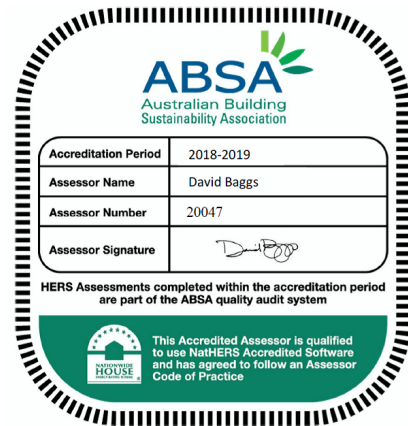 ABSA
Australian Building
Sustainability Association
Accreditation Period 2018-2019
Assessor Name David Baggs
Assessor Number 20047
Assessor Signature David Baggs
HERS Assessments completed within the accreditation period
are part of the ABSA quality audit system
This Accredited Assessor is qualified
to use NatHERS Accredited Software
and has agreed to follow an Assessor
Code of Practice
NATIONWIDE
HOUSE